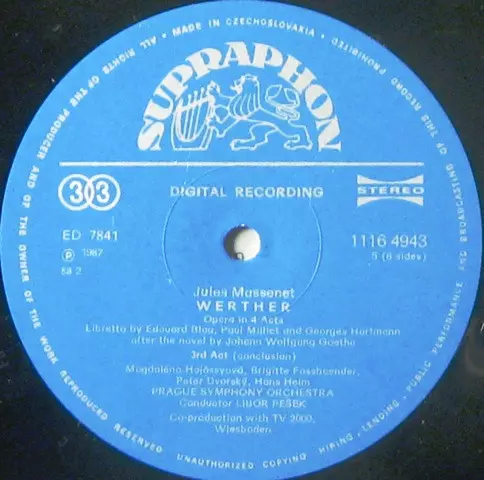 MADE IN CZECHOSLOVAKIA • ALL RIGHTS OF THE PRODUCER AND OF THE OWNER OF THE WORK REPRODUCED RESERVED UNAUTHORIZED COPYING • HIRING • LENDING • PUBLIC PERFORMANCE AND BROADCASTING OF THIS RECORD PROHIBITED
SUPRAPHON
33
DIGITAL RECORDING
STEREO
ED 7841
1116 4943
℗ 1987
5 (6 sides)
88 2
Jules Massenet
WERTHER
Opera in 4 Acts
Libretto by Edouard Blau, Paul Milliet and Georges Hartmann
after the novel by Johann Wolfgang Goethe
3rd Act (conclusion)
Magdaléna Hajóssyová, Brigitte Fassbaender,
Peter Dvorský, Hans Helm
PRAGUE SYMPHONY ORCHESTRA
Conductor LIBOR PEŠEK
Co-production with TV 2000,
Wiesbaden